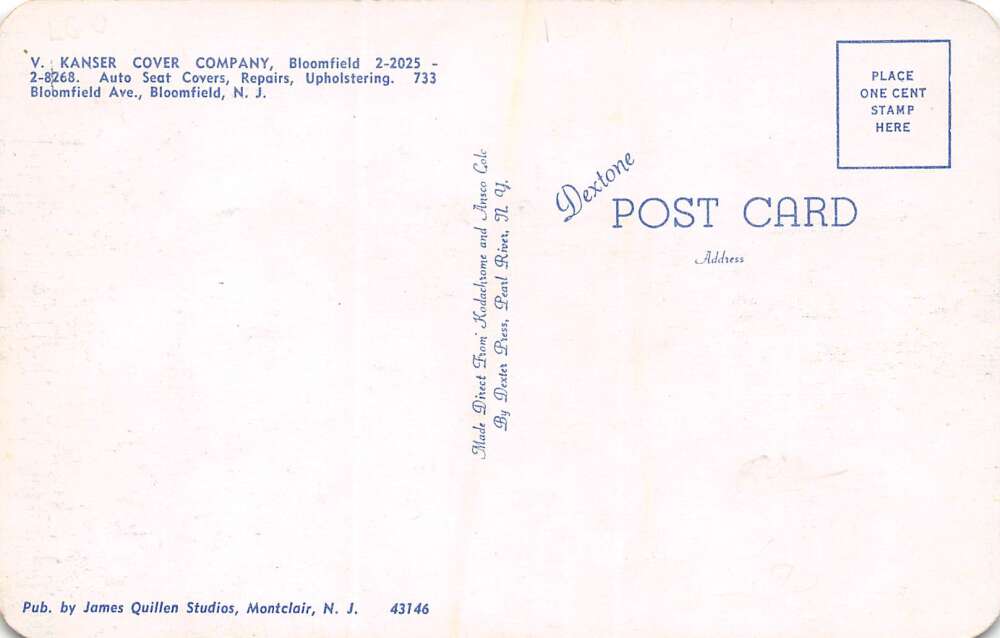 V. KANSER COVER COMPANY, Bloomfield 2-2025 -
2-8268. Auto Seat Covers, Repairs, Upholstering. 733
Bloomfield Ave., Bloomfield, N. J.
Pub. by James Quillen Studios, Montclair, N. J. 43146
Made Direct From Kodachrome and Ansco Colo
By Dexter Press, Pearl River, N. Y.
Dextone
POST CARD
Address
PLACE
ONE CENT
STAMP
HERE